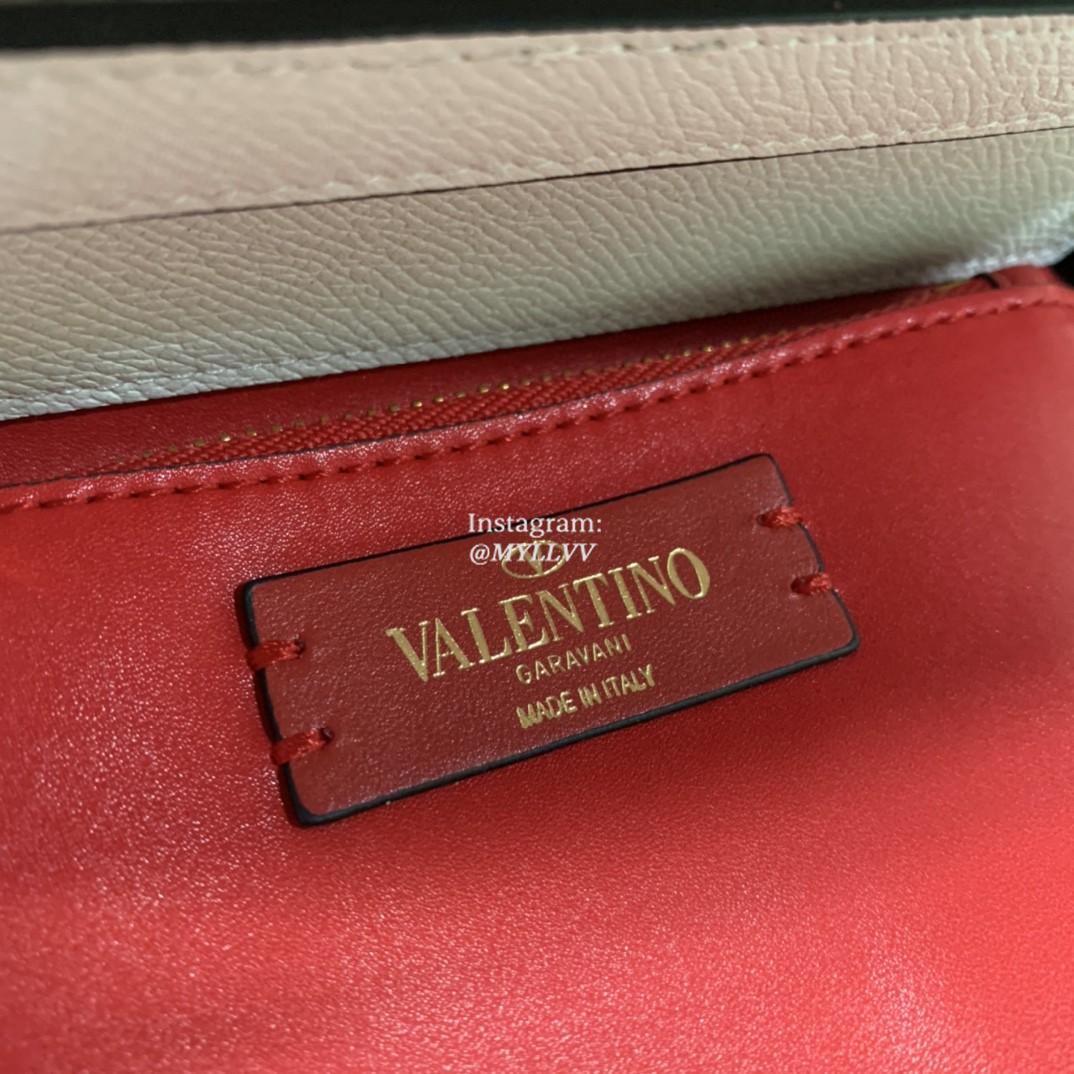 Instagram:
@MYLLVV
VALENTINO
GARAVANI
MADE IN ITALY